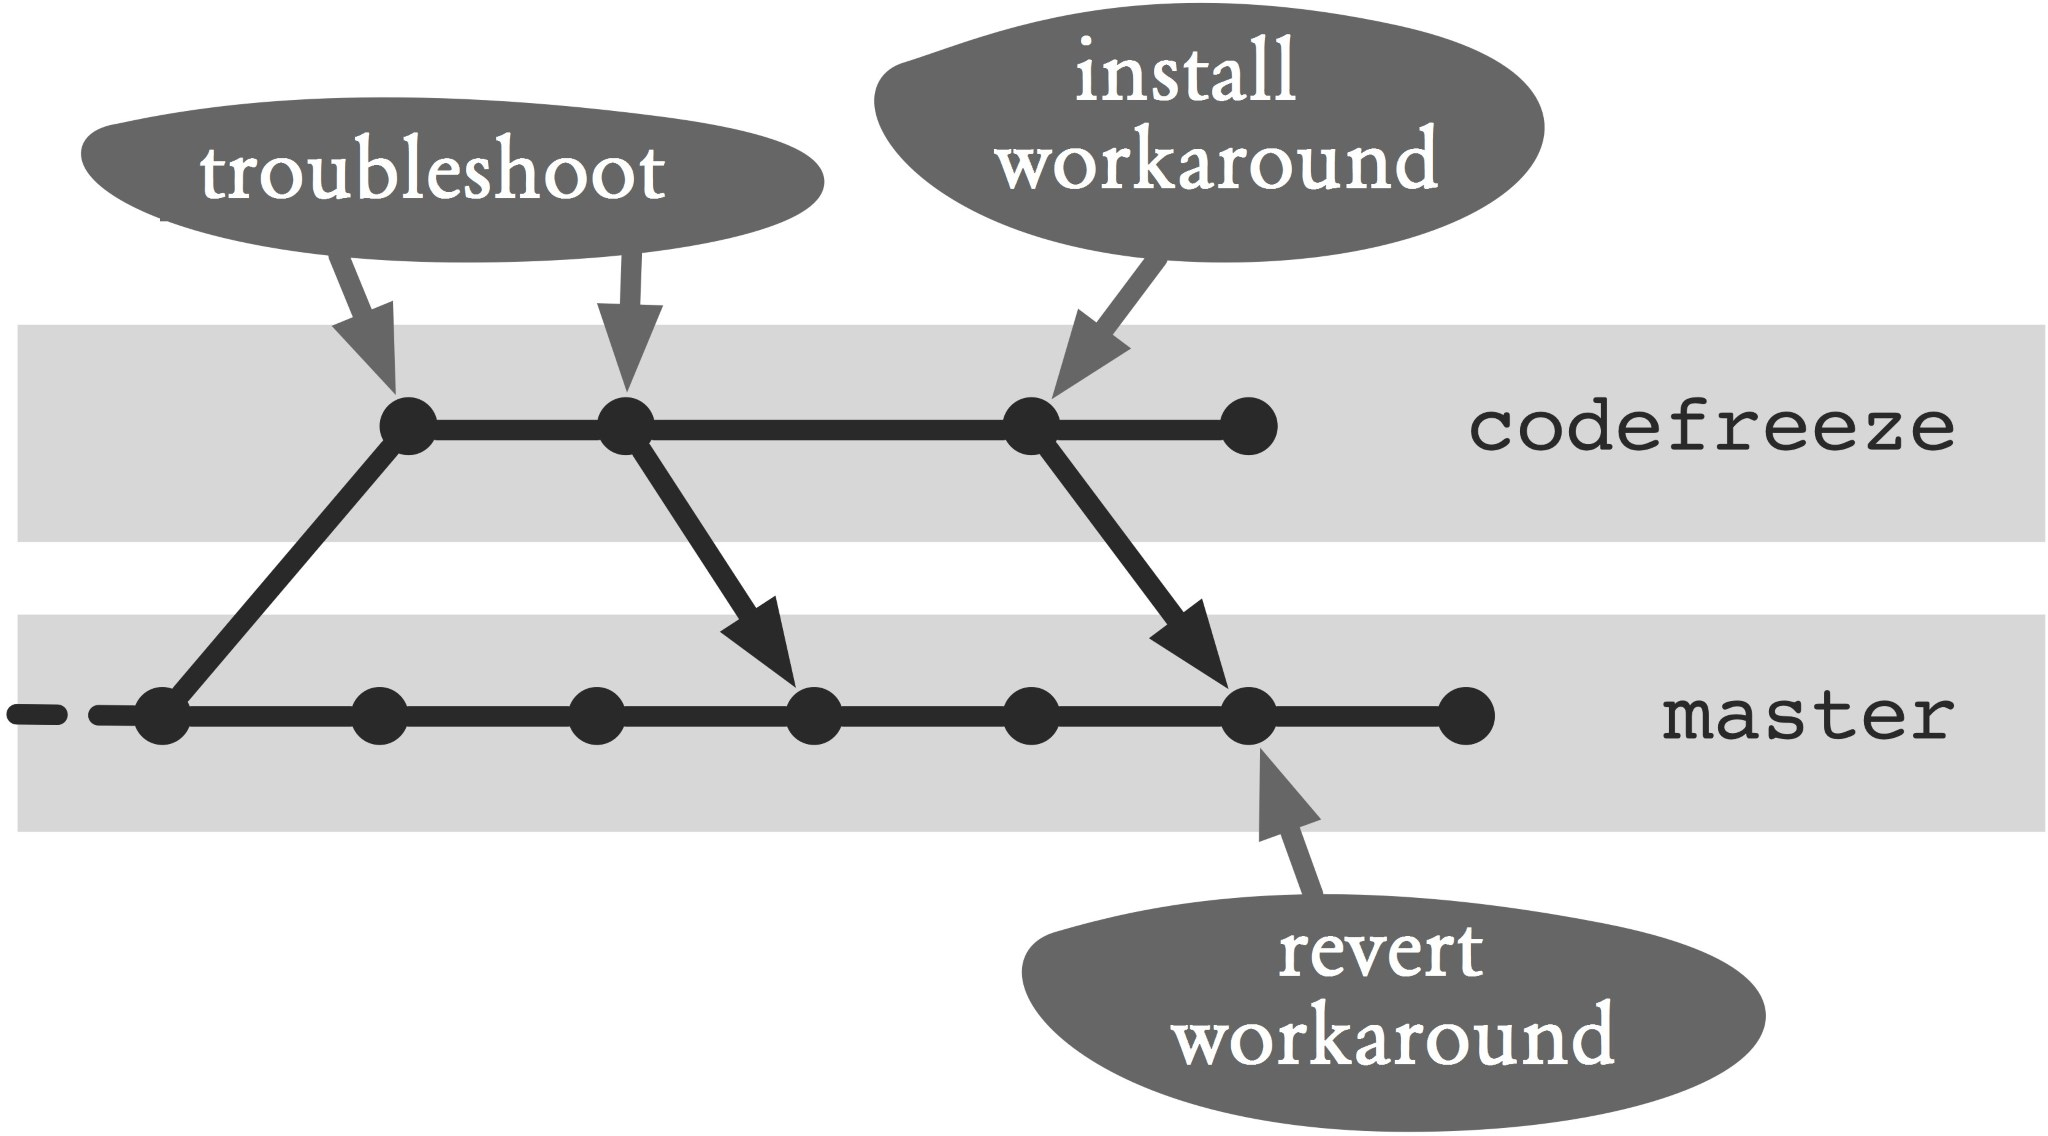 troubleshoot
install
workaround
codefreeze
master
revert
workaround